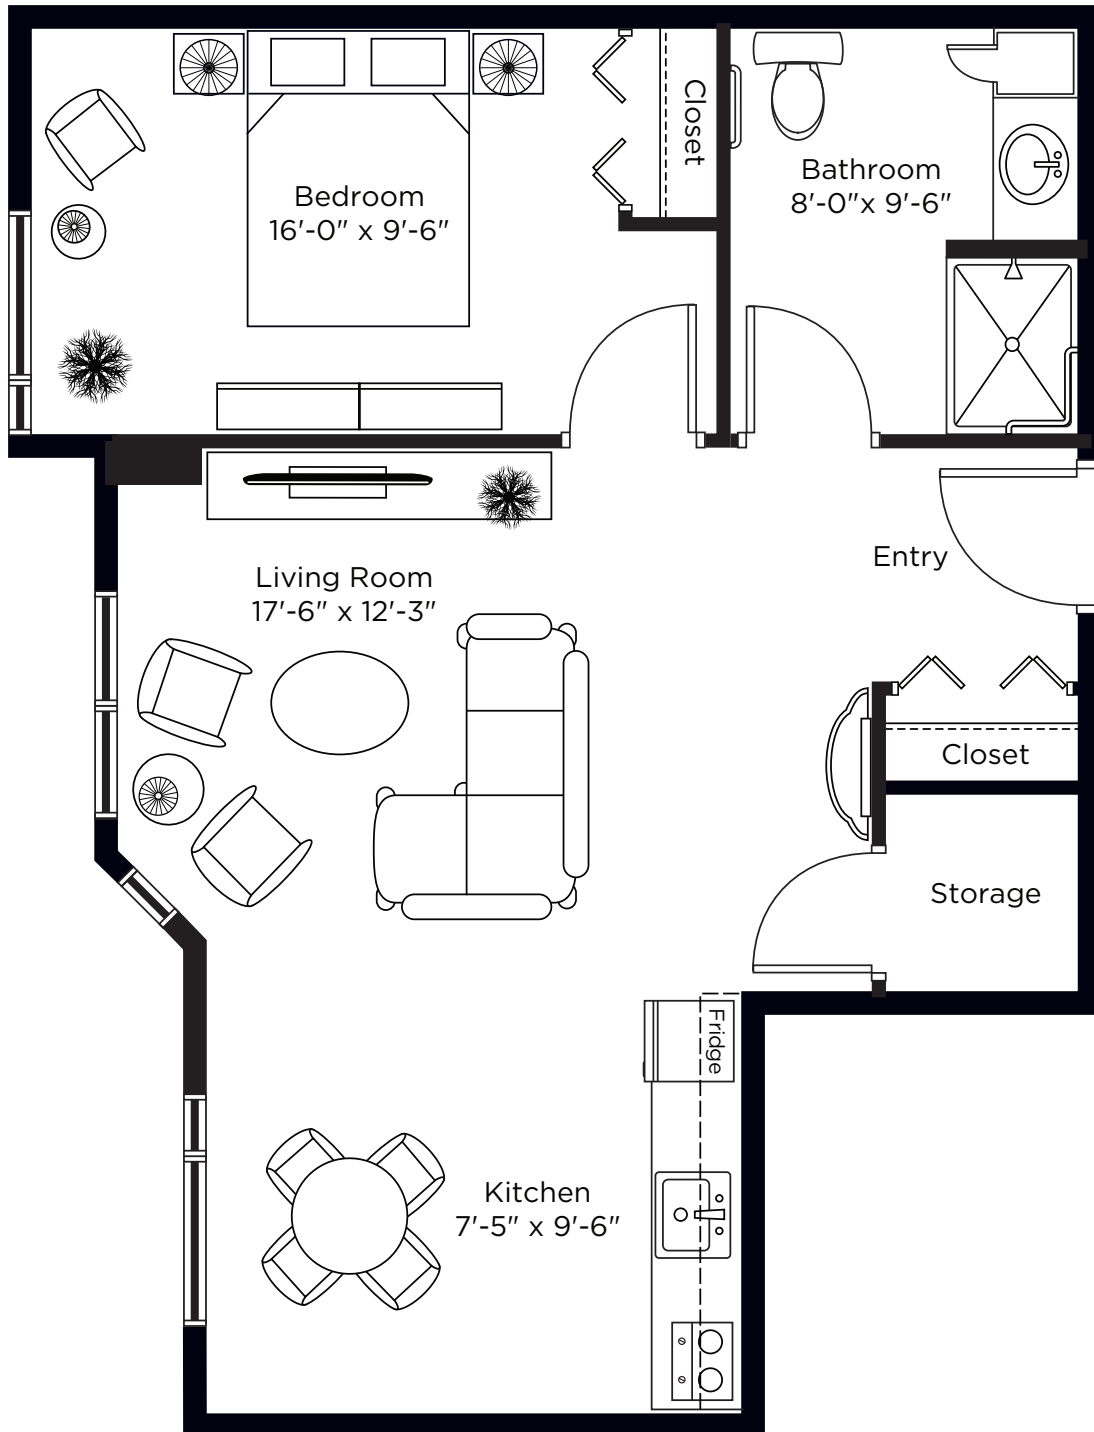 Closet
Bathroom
8'-0"x 9'-6"
Bedroom
16'-0" x 9'-6"
Entry
Living Room
17'-6" x 12'-3"
Closet
Storage
Fridge
Kitchen
7'-5" x 9'-6"